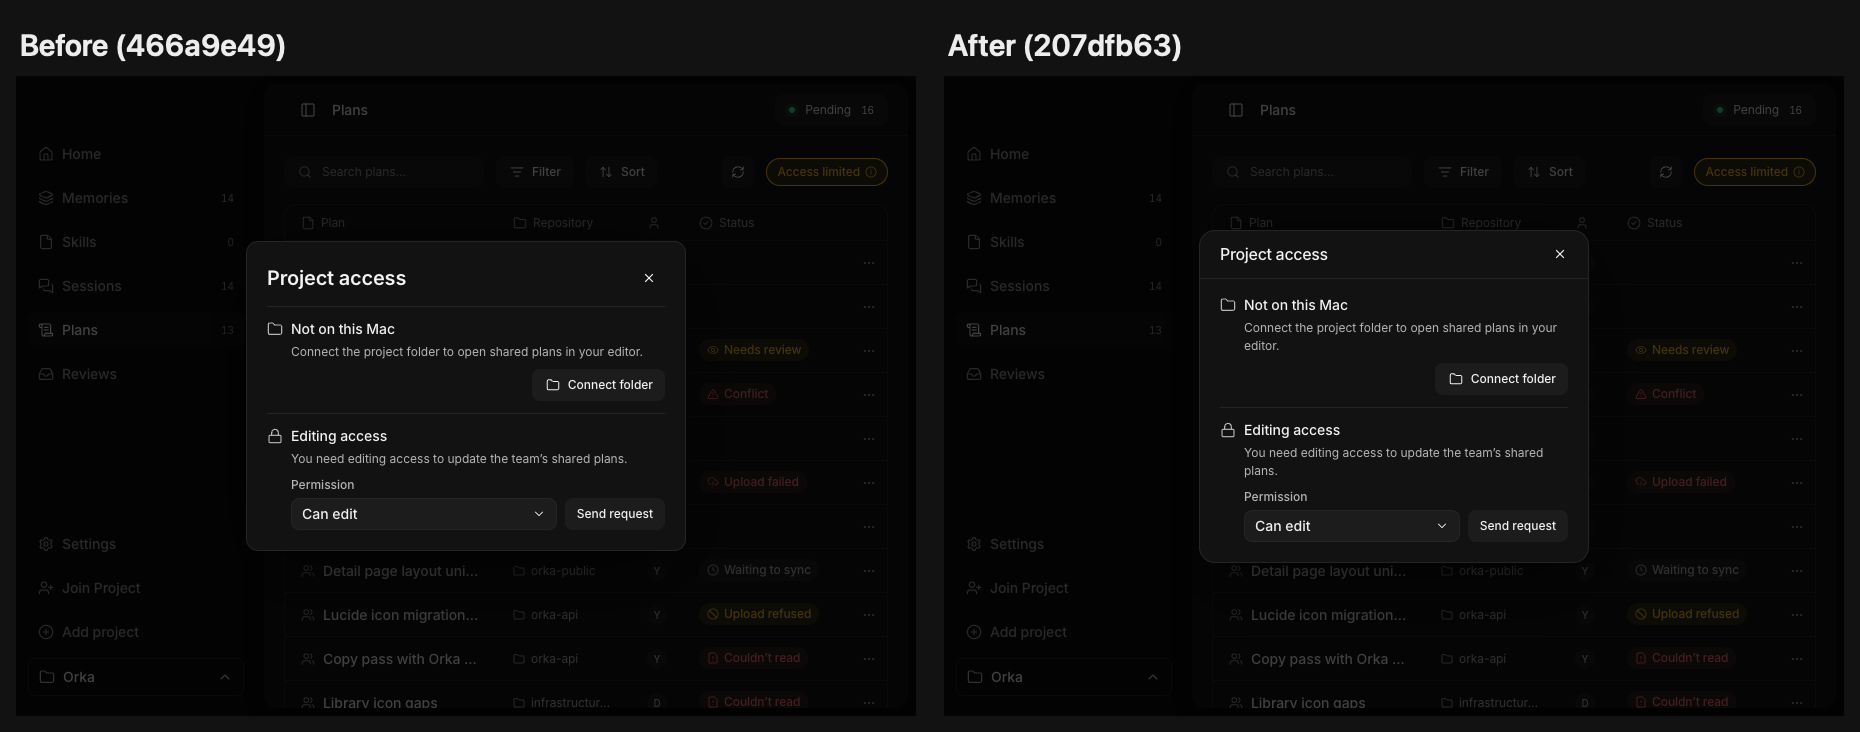 Before (466a9e49)
Plans
Pending 16
Home
Memories 14
Skills 0
Sessions 14
Plans 13
Reviews
Settings
Join Project
Add project
Orka
Search plans...
Filter
Sort
Access limited
Plan Repository Status
Needs review
Conflict
Upload failed
Project access
Not on this Mac
Connect the project folder to open shared plans in your editor.
Connect folder
Editing access
You need editing access to update the team’s shared plans.
Permission
Can edit
Send request
Detail page layout uni... orka-public Y Waiting to sync
Lucide icon migration... orka-api Y Upload refused
Copy pass with Orka ... orka-api Y Couldn't read
Library icon gaps infrastructur... D Couldn't read
After (207dfb63)
Plans
Pending 16
Home
Memories 14
Skills 0
Sessions 14
Plans 13
Reviews
Settings
Join Project
Add project
Orka
Search plans...
Filter
Sort
Access limited
Plan Repository Status
Needs review
Conflict
Upload failed
Project access
Not on this Mac
Connect the project folder to open shared plans in your
editor.
Connect folder
Editing access
You need editing access to update the team’s shared
plans.
Permission
Can edit
Send request
Detail page layout uni... orka-public Y Waiting to sync
Lucide icon migration... orka-api Y Upload refused
Copy pass with Orka ... orka-api Y Couldn't read
Library icon gaps infrastructur... D Couldn't read